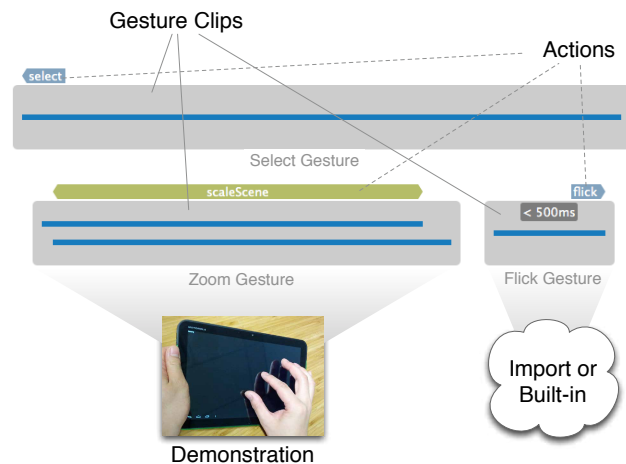 Gesture Clips
Actions
select
Select Gesture
scaleScene
flick
< 500ms
Zoom Gesture
Flick Gesture
Import or
Built-in
Demonstration